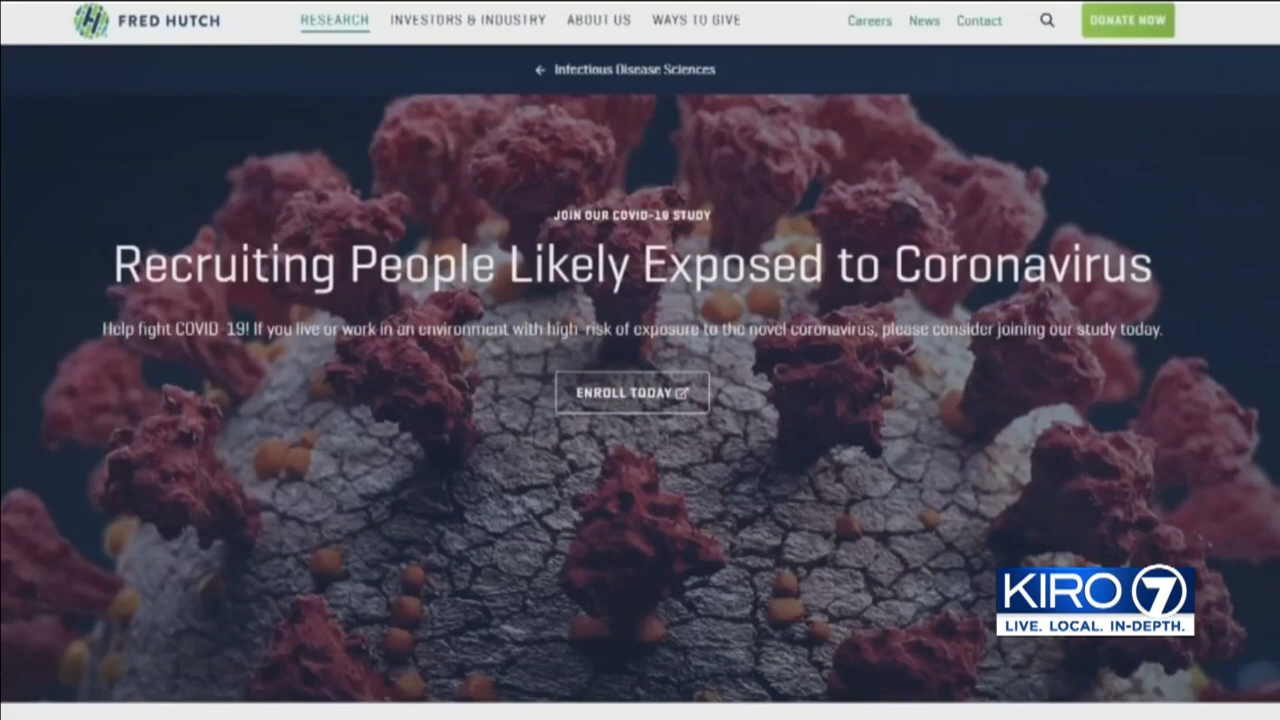 FRED HUTCH
RESEARCH INVESTORS & INDUSTRY ABOUT US WAYS TO GIVE
Careers News Contact
DONATE NOW
← Infectious Disease Sciences
JOIN OUR COVID-19 STUDY
Recruiting People Likely Exposed to Coronavirus
Help fight COVID-19! If you live or work in an environment with high-risk of exposure to the novel coronavirus, please consider joining our study today.
ENROLL TODAY
KIRO 7
LIVE. LOCAL. IN-DEPTH.